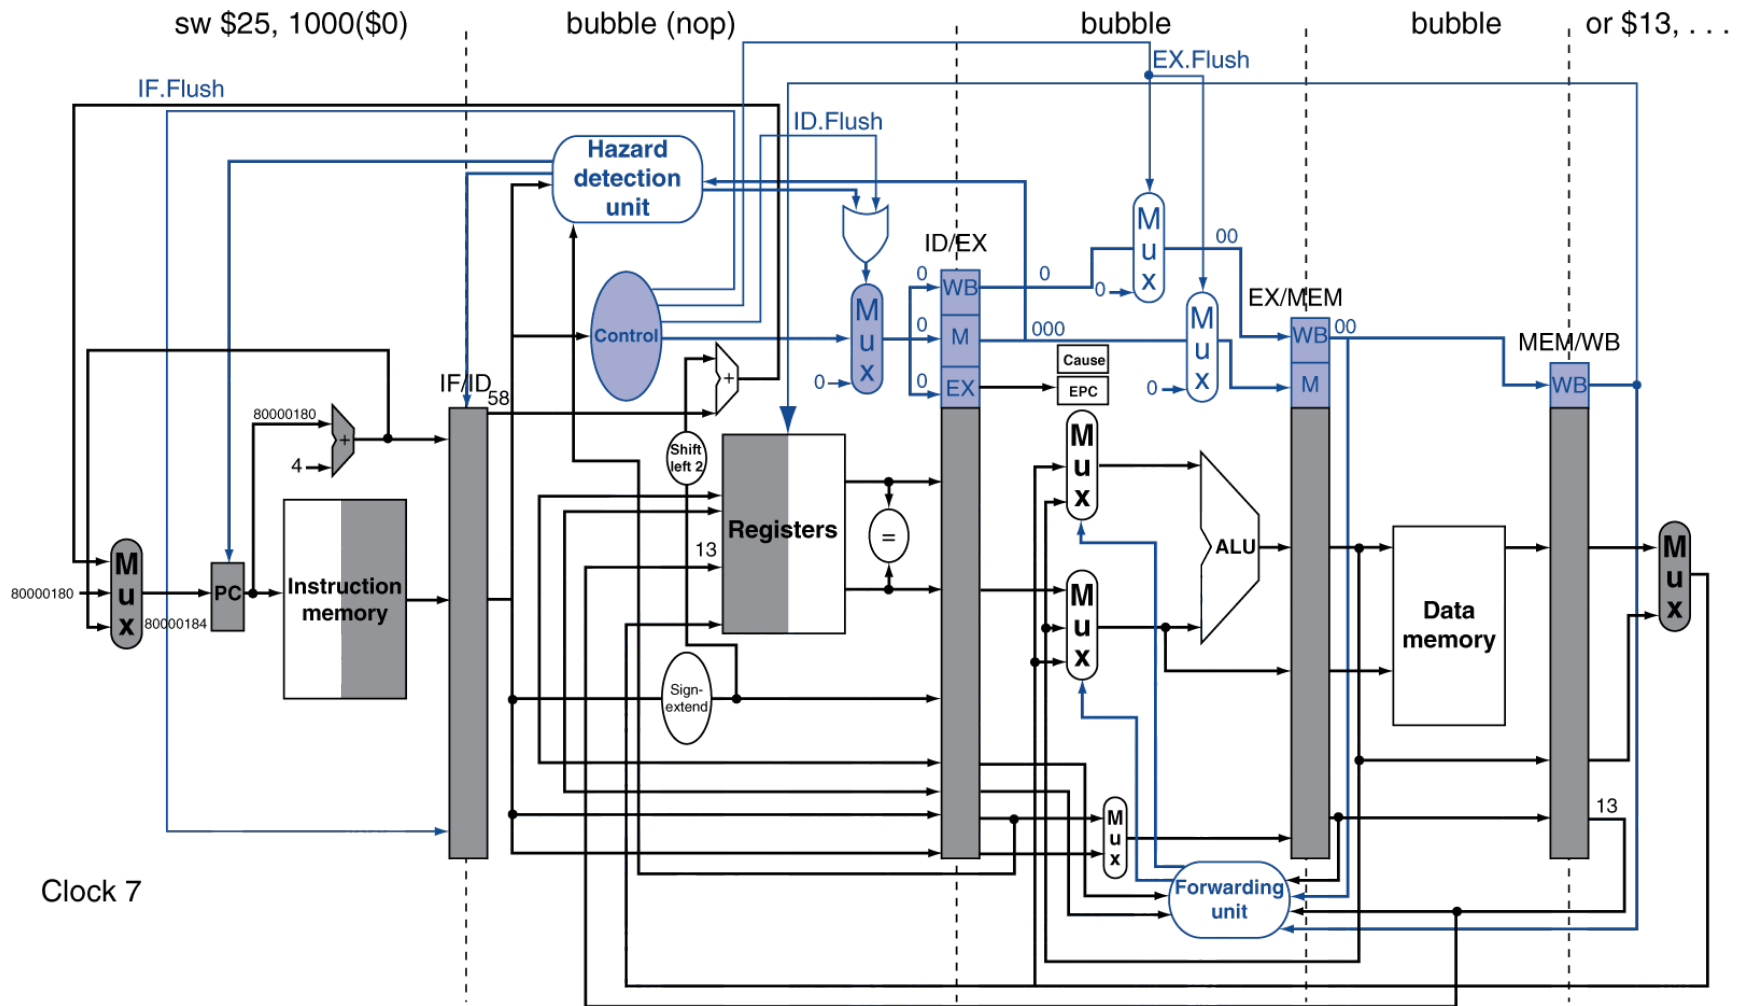 sw $25, 1000($0)
bubble (nop)
bubble
bubble
or $13, . . .
IF.Flush
EX.Flush
ID.Flush
Hazard
detection
unit
M
u
x
00
ID/EX
0
WB
0
0
EX/MEM
M
u
x
Control
M
u
x
0
M
000
M
u
x
WB
00
MEM/WB
Cause
0
0
EX
EPC
0
M
WB
IF/ID
58
+
80000180
+
4
Shift
left 2
M
u
x
Registers
=
13
ALU
M
u
x
80000180
80000184
PC
Instruction
memory
M
u
x
Data
memory
M
u
x
Sign-
extend
M
u
x
13
Clock 7
Forwarding
unit